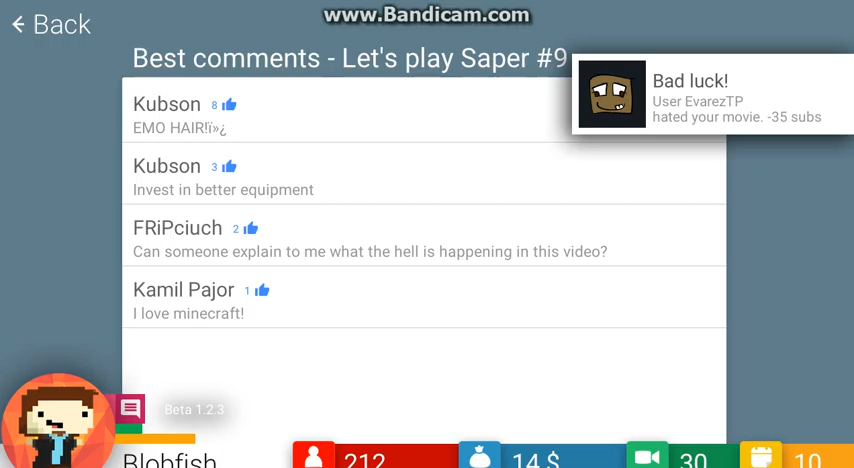 www.Bandicam.com
Back
Best comments - Let's play Saper #9
Bad luck!
User EvarezTP
hated your movie. -35 subs
Kubson 8
EMO HAIR!ï»¿
Kubson 3
Invest in better equipment
FRiPciuch 2
Can someone explain to me what the hell is happening in this video?
Kamil Pajor 1
I love minecraft!
Beta 1.2.3
Blobfish 212 14 $ 30 10